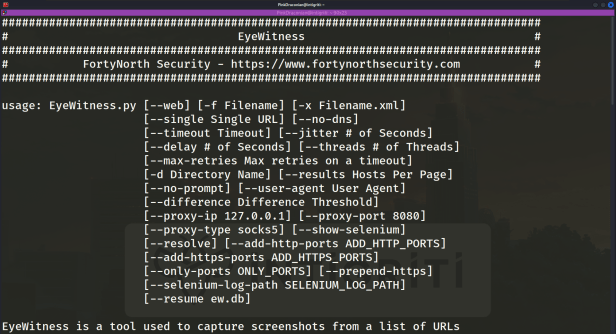 ################################################################################
#                                  EyeWitness                                  #
################################################################################
#           FortyNorth Security - https://www.fortynorthsecurity.com           #
################################################################################
usage: EyeWitness.py [--web] [-f Filename] [-x Filename.xml]
                     [--single Single URL] [--no-dns]
                     [--timeout Timeout] [--jitter # of Seconds]
                     [--delay # of Seconds] [--threads # of Threads]
                     [--max-retries Max retries on a timeout]
                     [-d Directory Name] [--results Hosts Per Page]
                     [--no-prompt] [--user-agent User Agent]
                     [--difference Difference Threshold]
                     [--proxy-ip 127.0.0.1] [--proxy-port 8080]
                     [--proxy-type socks5] [--show-selenium]
                     [--resolve] [--add-http-ports ADD_HTTP_PORTS]
                     [--add-https-ports ADD_HTTPS_PORTS]
                     [--only-ports ONLY_PORTS] [--prepend-https]
                     [--selenium-log-path SELENIUM_LOG_PATH]
                     [--resume ew.db]
EyeWitness is a tool used to capture screenshots from a list of URLs